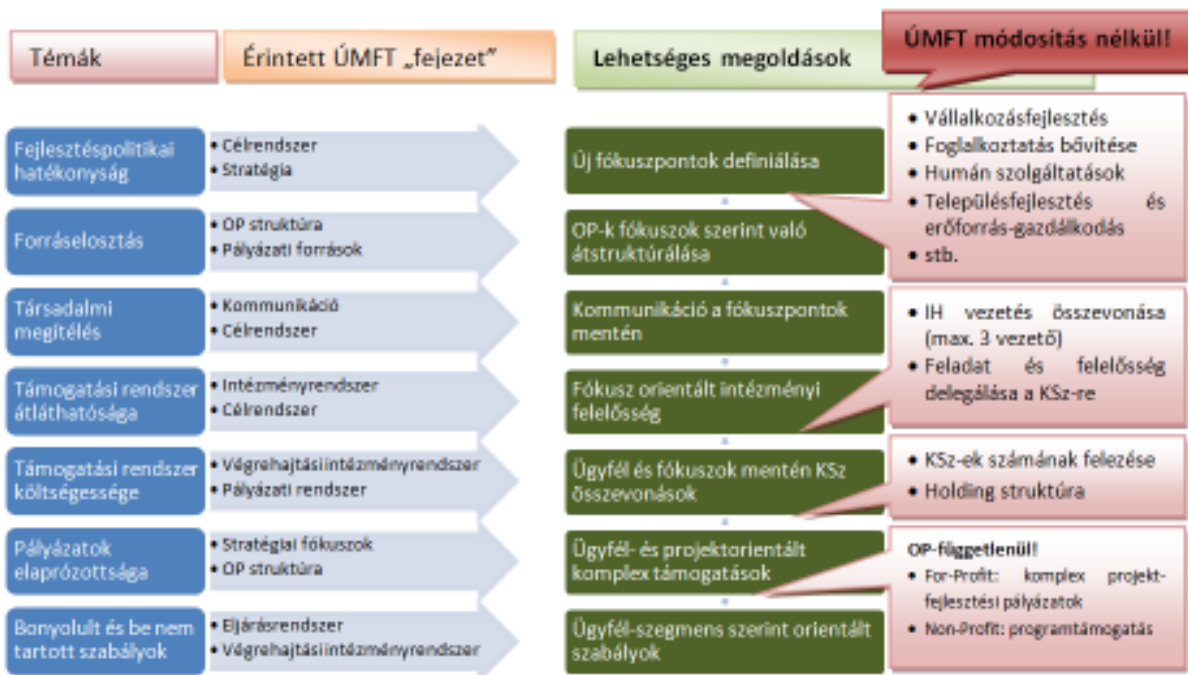 Témák
Érintett ÚMFT „fejezet”
Lehetséges megoldások
ÚMFT módosítás nélkül!
Fejlesztéspolitikai
hatékonyság
• Célrendszer
• Stratégia
Új fókuszpontok definiálása
• Vállalkozásfejlesztés
• Foglalkoztatás bővítése
• Humán szolgáltatások
• Településfejlesztés és
erőforrás-gazdálkodás
• stb.
Forráselosztás
• OP struktúra
• Pályázati források
OP-k fókuszok szerint való
átstruktúrálása
Társadalmi
megítélés
• Kommunikáció
• Célrendszer
Kommunikáció a fókuszpontok
mentén
• IH vezetés összevonása
(max. 3 vezető)
• Feladat és felelősség
delegálása a KSz-re
Támogatási rendszer
átláthatósága
• Intézményrendszer
• Célrendszer
Fókusz orientált intézményi
felelősség
Támogatási rendszer
költségessége
• Végrehajtási intézményrendszer
• Pályázati rendszer
Ügyfél és fókuszok mentén KSz
összevonások
• KSz-ek számának felezése
• Holding struktúra
Pályázatok
elaprózottsága
• Stratégiai fókuszok
• OP struktúra
Ügyfél- és projektorientált
komplex támogatások
OP-függetlenül!
• For-Profit: komplex projekt-
fejlesztési pályázatok
• Non-Profit: programtámogatás
Bonyolult és be nem
tartott szabályok
• Eljárásrendszer
• Végrehajtási intézményrendszer
Ügyfél-szegmens szerint orientált
szabályok